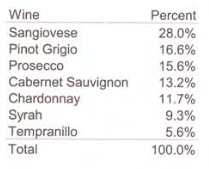 Wine Percent
Sangiovese 28.0%
Pinot Grigio 16.6%
Prosecco 15.6%
Cabernet Sauvignon 13.2%
Chardonnay 11.7%
Syrah 9.3%
Tempranillo 5.6%
Total 100.0%